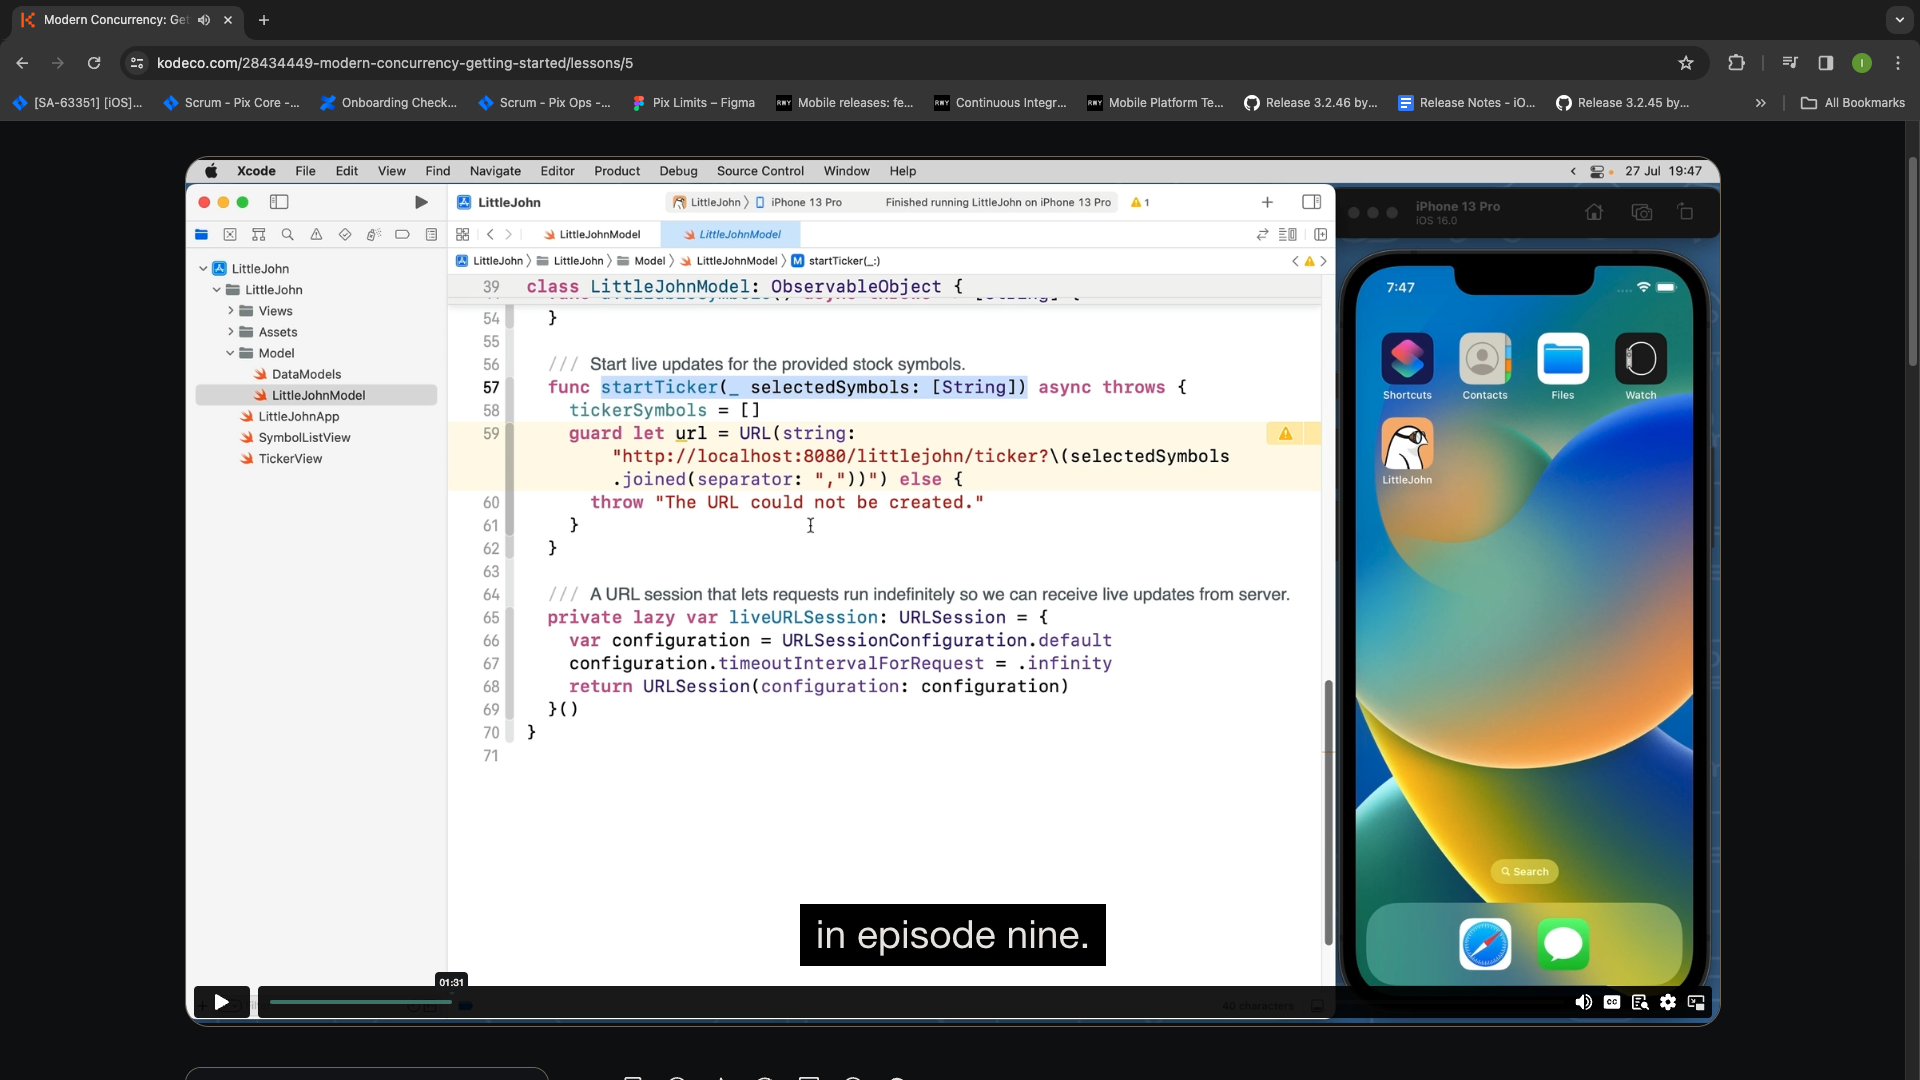 Modern Concurrency: Get
kodeco.com/28434449-modern-concurrency-getting-started/lessons/5
[SA-63351] [iOS]...
Scrum - Pix Core -...
Onboarding Check...
Scrum - Pix Ops -...
Pix Limits – Figma
Mobile releases: fe...
Continuous Integr...
Mobile Platform Te...
Release 3.2.46 by...
Release Notes - iO...
Release 3.2.45 by...
All Bookmarks
Xcode File Edit View Find Navigate Editor Product Debug Source Control Window Help
27 Jul 19:47
LittleJohn
LittleJohn
iPhone 13 Pro
Finished running LittleJohn on iPhone 13 Pro
1
iPhone 13 Pro
iOS 16.0
LittleJohnModel
LittleJohnModel
LittleJohn LittleJohn Model LittleJohnModel M startTicker(_:)
LittleJohn
LittleJohn
Views
Assets
Model
DataModels
LittleJohnModel
LittleJohnApp
SymbolListView
TickerView
39 class LittleJohnModel: ObservableObject {
54 }
55
56 /// Start live updates for the provided stock symbols.
57 func startTicker(_ selectedSymbols: [String]) async throws {
58 tickerSymbols = []
59 guard let url = URL(string:
"http://localhost:8080/littlejohn/ticker?\(selectedSymbols
.joined(separator: ","))") else {
60 throw "The URL could not be created."
61 }
62 }
63
64 /// A URL session that lets requests run indefinitely so we can receive live updates from server.
65 private lazy var liveURLSession: URLSession = {
66 var configuration = URLSessionConfiguration.default
67 configuration.timeoutIntervalForRequest = .infinity
68 return URLSession(configuration: configuration)
69 }()
70 }
71
7:47
Shortcuts
Contacts
Files
Watch
LittleJohn
Search
in episode nine.
01:31
40 characters
CC